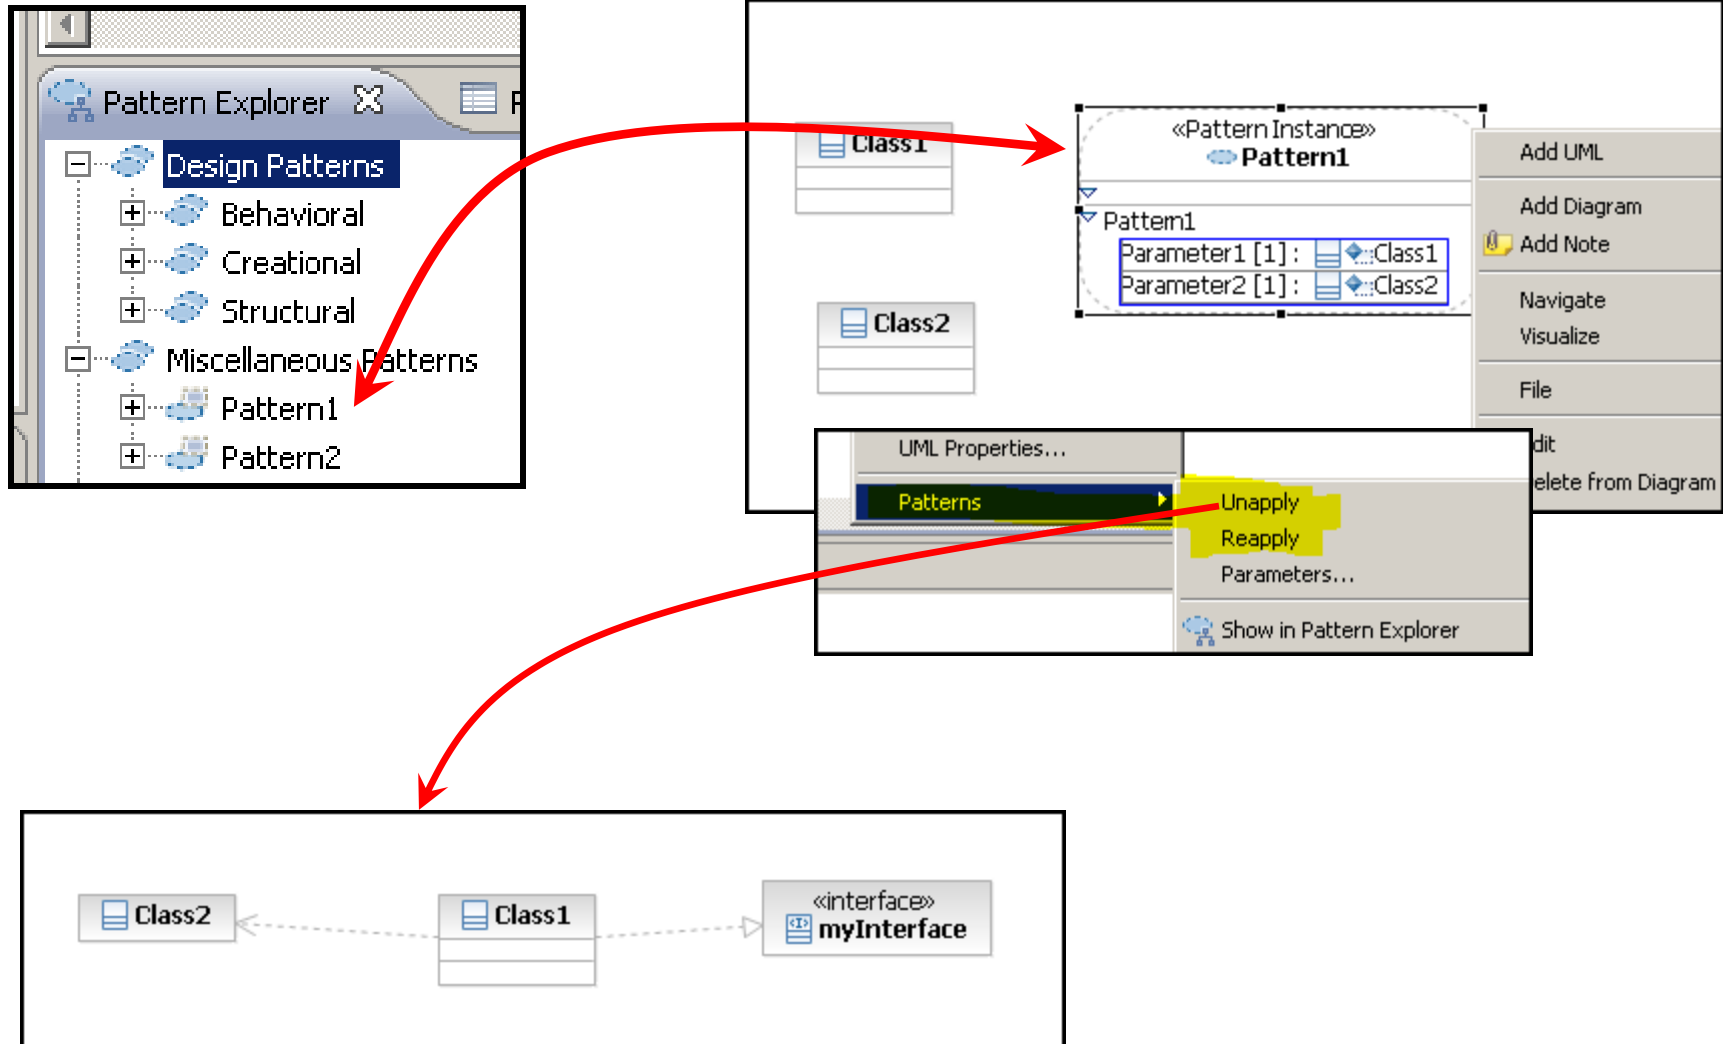 Pattern Explorer
Design Patterns
Behavioral
Creational
Structural
Miscellaneous Patterns
Pattern1
Pattern2
Class1
Class2
«Pattern Instance»
Pattern1
Pattern1
Parameter1 [1] : Class1
Parameter2 [1] : Class2
Add UML
Add Diagram
Add Note
Navigate
Visualize
File
dit
elete from Diagram
UML Properties...
Patterns
Unapply
Reapply
Parameters...
Show in Pattern Explorer
Class2
Class1
«interface»
myInterface